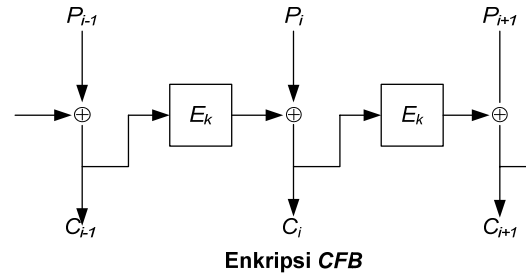 P_{i-1} P_i P_{i+1}
E_k E_k
C_{i-1} C_i C_{i+1}
Enkripsi CFB